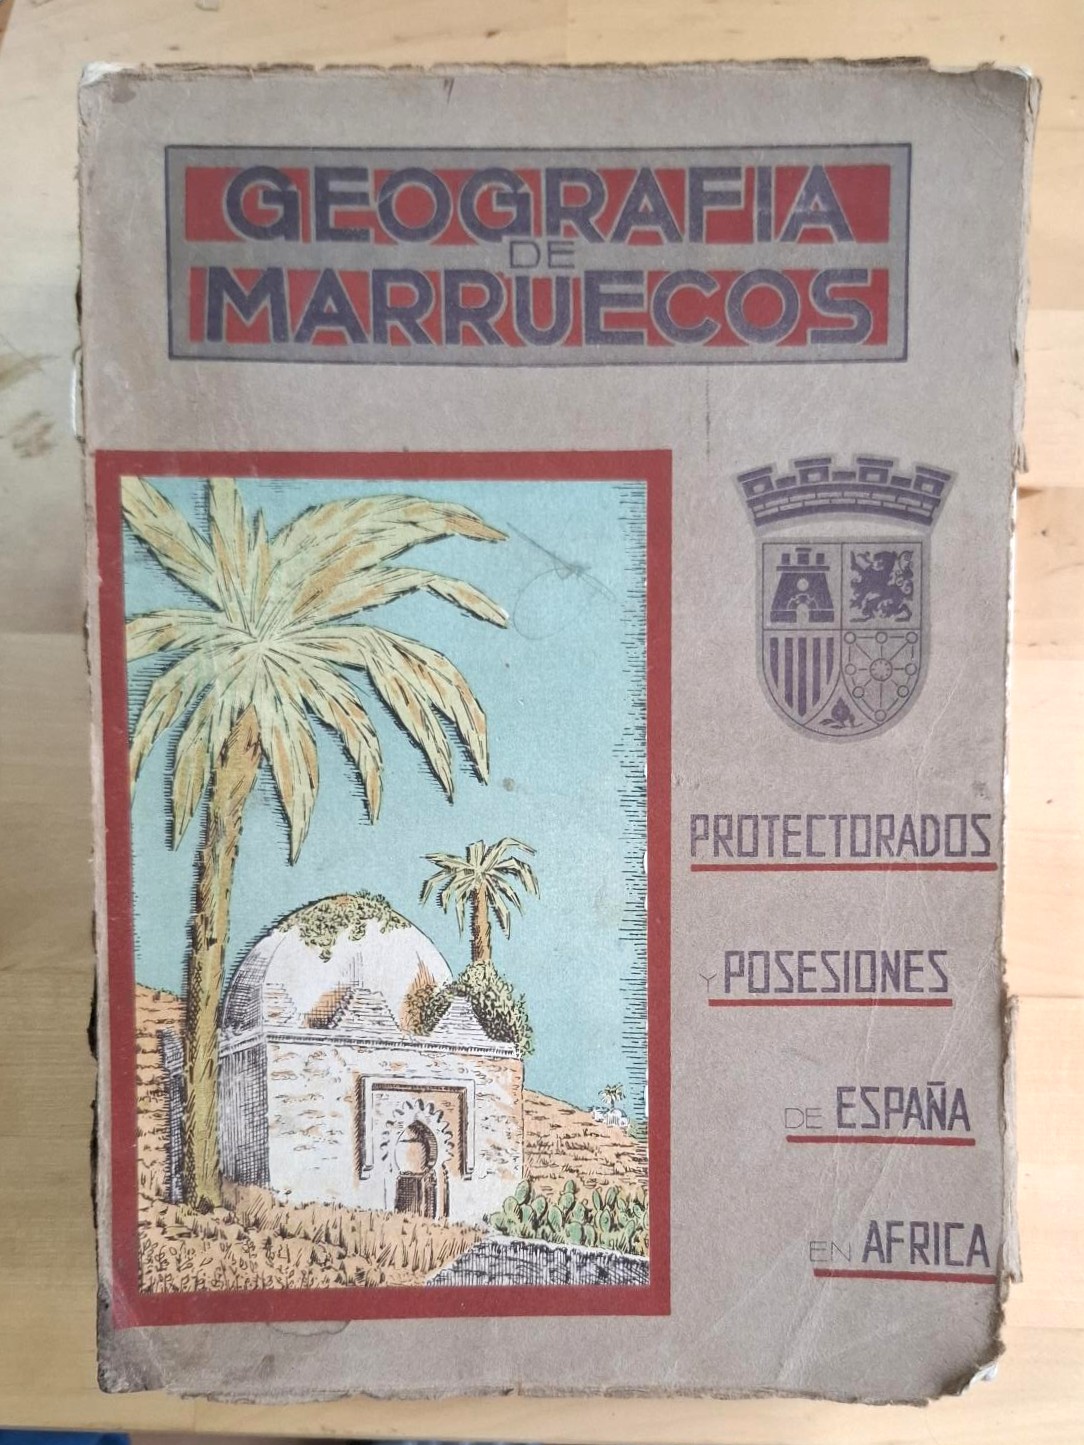 GEOGRAFIA
DE
MARRUECOS
PROTECTORADOS
Y POSESIONES
DE ESPAÑA
EN AFRICA